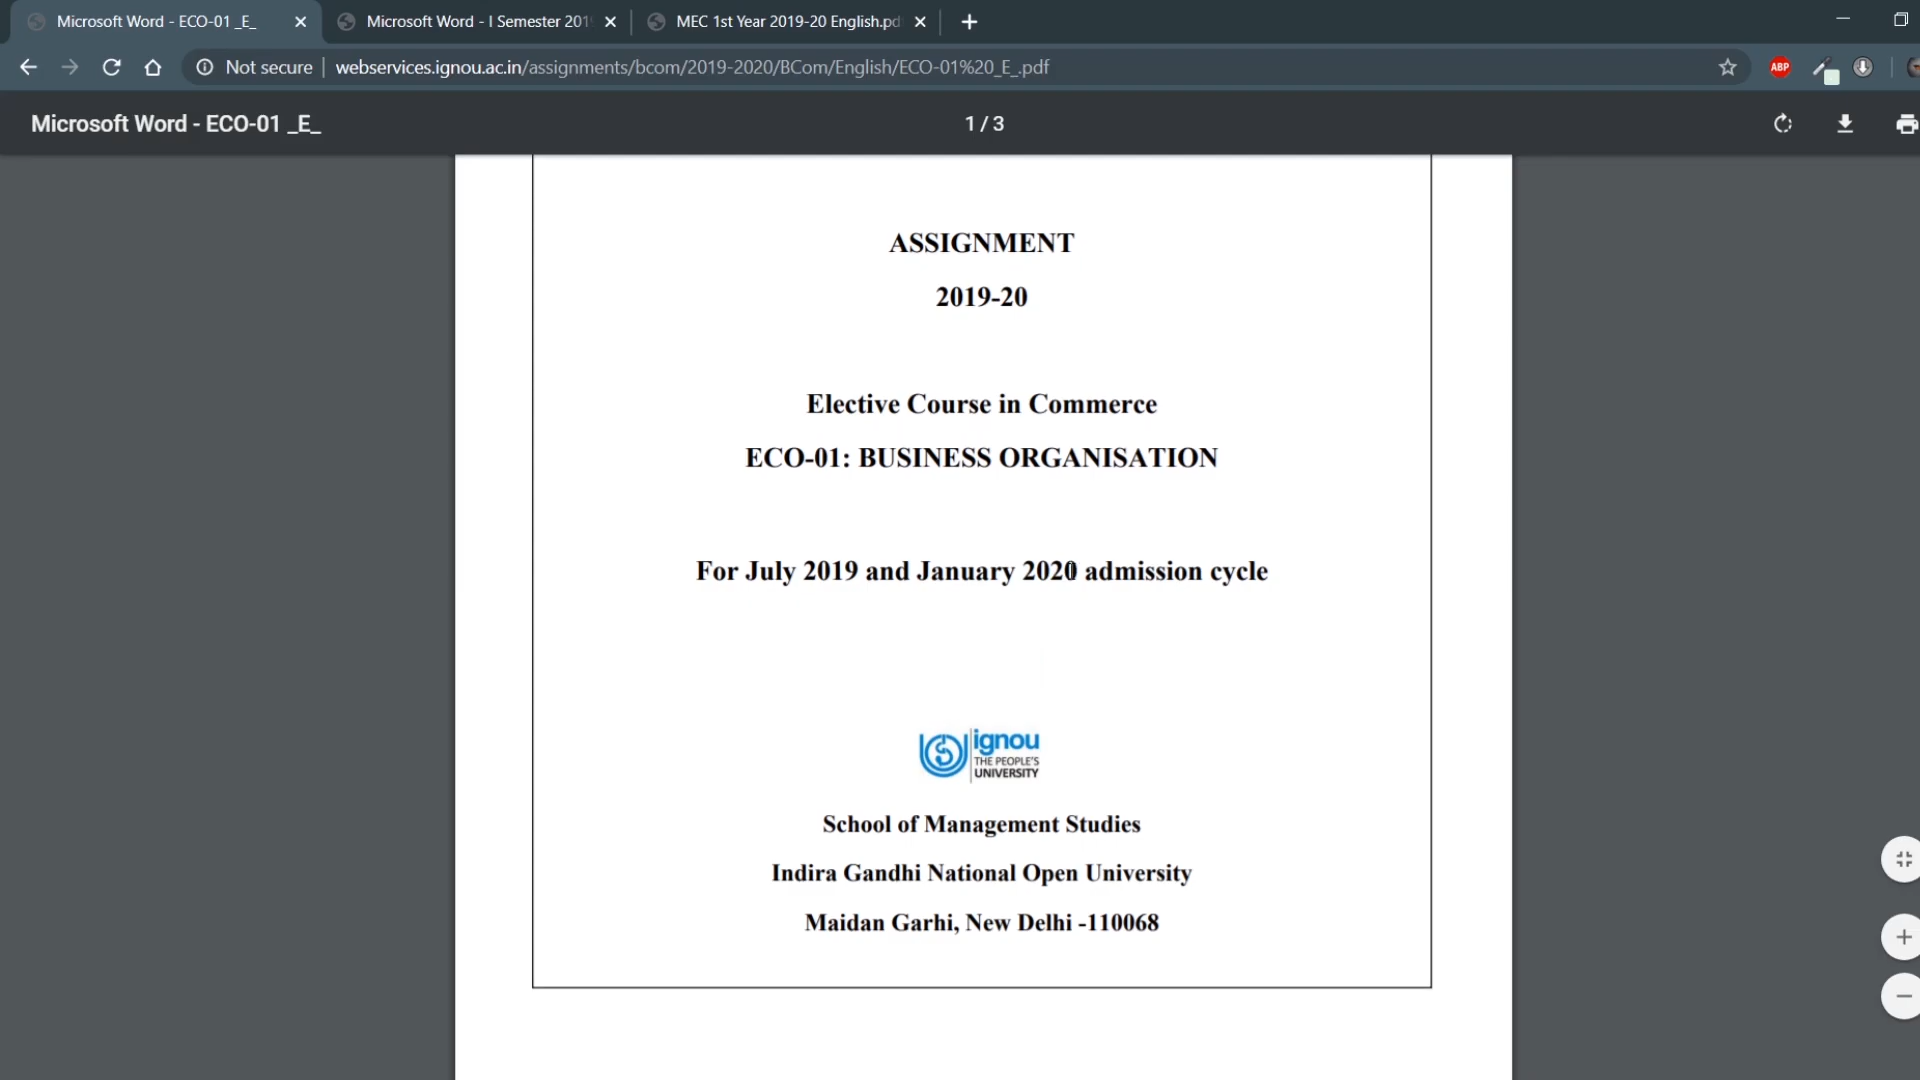 Microsoft Word - ECO-01 _E_
Microsoft Word - I Semester 201
MEC 1st Year 2019-20 English.pd
Not secure | webservices.ignou.ac.in/assignments/bcom/2019-2020/BCom/English/ECO-01%20_E_.pdf
ABP
Microsoft Word - ECO-01 _E_
1 / 3
ASSIGNMENT
2019-20
Elective Course in Commerce
ECO-01: BUSINESS ORGANISATION
For July 2019 and January 2020 admission cycle
ignou
THE PEOPLE'S
UNIVERSITY
School of Management Studies
Indira Gandhi National Open University
Maidan Garhi, New Delhi -110068